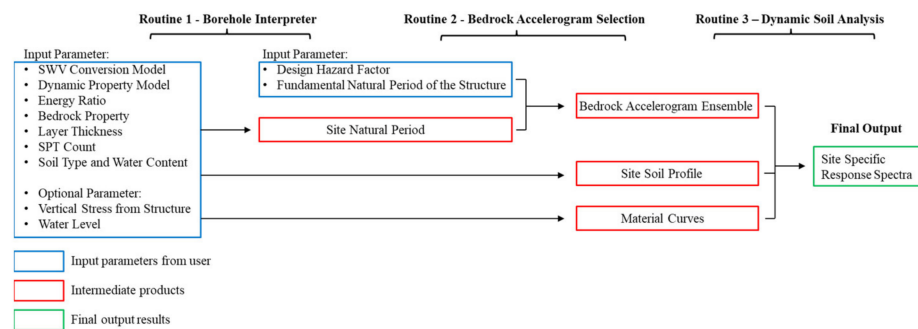 Routine 1 - Borehole Interpreter
Routine 2 - Bedrock Accelerogram Selection
Routine 3 – Dynamic Soil Analysis
Input Parameter:
• SWV Conversion Model
• Dynamic Property Model
• Energy Ratio
• Bedrock Property
• Layer Thickness
• SPT Count
• Soil Type and Water Content
• Optional Parameter:
• Vertical Stress from Structure
• Water Level
Input Parameter:
• Design Hazard Factor
• Fundamental Natural Period of the Structure
Site Natural Period
Bedrock Accelerogram Ensemble
Site Soil Profile
Material Curves
Final Output
Site Specific
Response Spectra
Input parameters from user
Intermediate products
Final output results